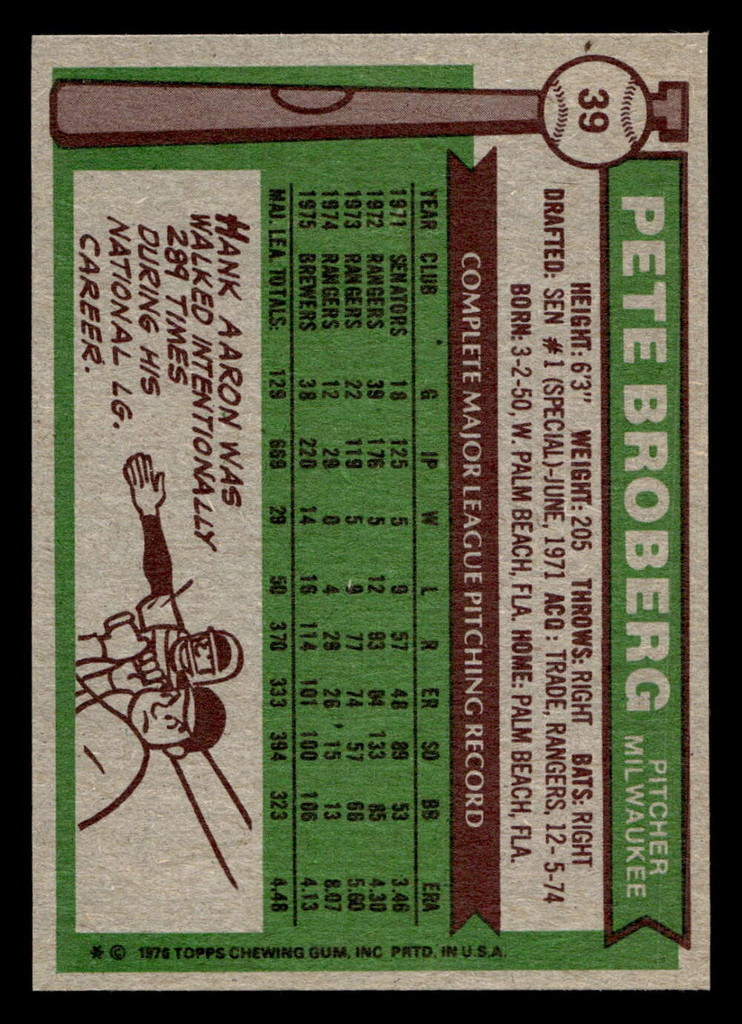 39
PETE BROBERG
PITCHER
MILWAUKEE
HEIGHT: 6'3" WEIGHT: 205 THROWS: RIGHT BATS: RIGHT
DRAFTED: SEN #1 (SPECIAL)-JUNE, 1971 ACQ: TRADE, RANGERS, 12-5-74
BORN: 3-2-50, W. PALM BEACH, FLA. HOME: PALM BEACH, FLA.
COMPLETE MAJOR LEAGUE PITCHING RECORD
YEAR CLUB G IP W L R ER SO BB ERA
1971 SENATORS 18 125 5 9 57 48 89 53 3.46
1972 RANGERS 39 176 5 12 93 84 133 85 4.30
1973 RANGERS 22 119 5 9 77 74 57 66 5.60
1974 RANGERS 12 29 0 4 29 26 15 13 8.07
1975 BREWERS 38 220 14 16 114 101 100 106 4.13
MAJ. LEA. TOTALS: 129 669 29 50 370 333 394 323 4.48
HANK AARON WAS
WALKED INTENTIONALLY
289 TIMES
DURING HIS
NATIONAL LG.
CAREER.
* © 1976 TOPPS CHEWING GUM, INC PRTD. IN U.S.A.